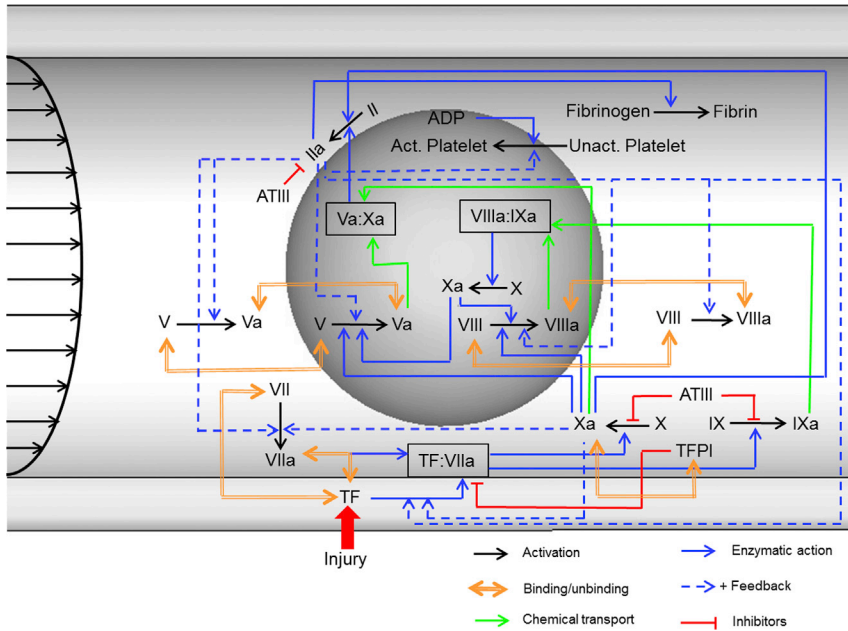 II
IIa
ATIII
ADP
Act. Platelet
Unact. Platelet
Fibrinogen
Fibrin
Va:Xa
VIIIa:IXa
Xa
X
V
Va
V
Va
VIII
VIIIa
VIII
VIIIa
VII
VIIa
TF:VIIa
TF
Injury
Xa
X
ATIII
IX
IXa
TFPI
Activation
Enzymatic action
Binding/unbinding
+ Feedback
Chemical transport
Inhibitors